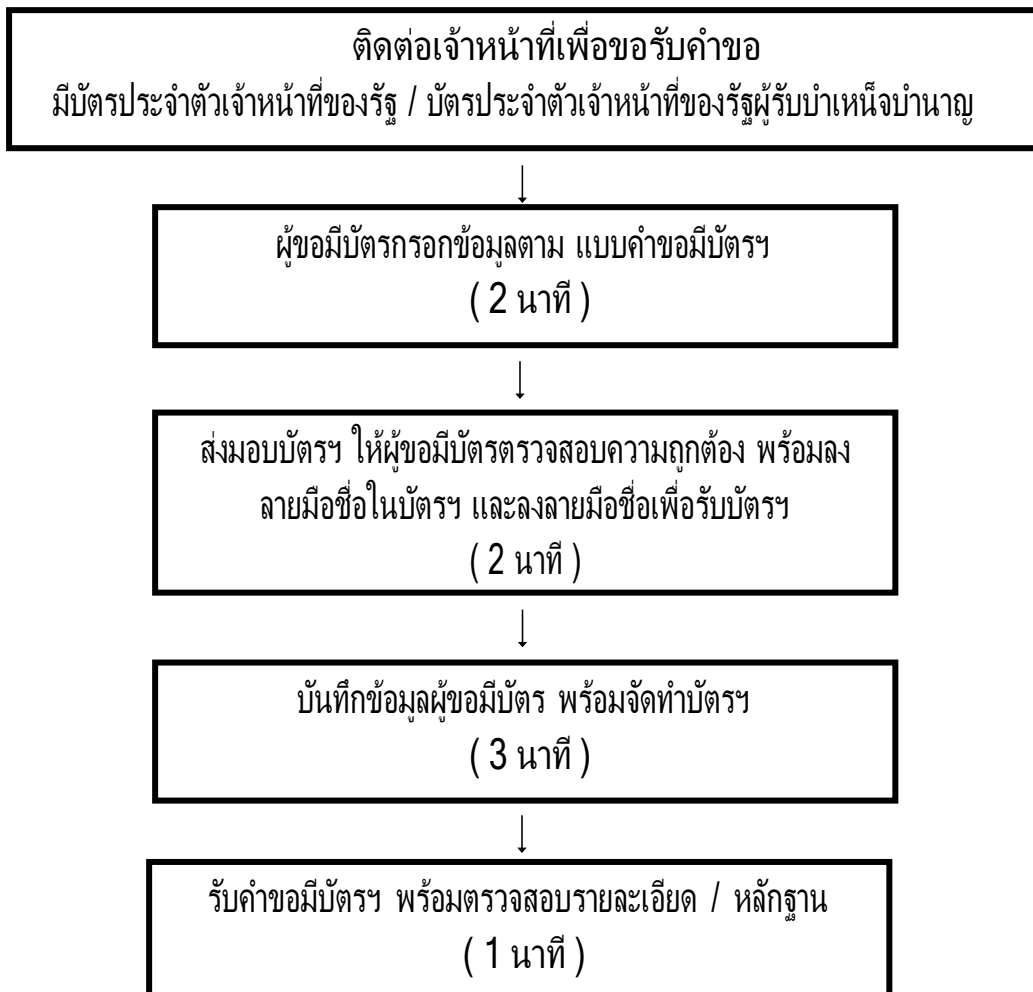 ติดต่อเจ้าหน้าที่เพื่อขอรับคำขอ
มีบัตรประจำตัวเจ้าหน้าที่ของรัฐ / บัตรประจำตัวเจ้าหน้าที่ของรัฐผู้รับบำเหน็จบำนาญ
ผู้ขอมีบัตรกรอกข้อมูลตาม แบบคำขอมีบัตรฯ
( 2 นาที )
ส่งมอบบัตรฯ ให้ผู้ขอมีบัตรตรวจสอบความถูกต้อง พร้อมลง
ลายมือชื่อในบัตรฯ และลงลายมือชื่อเพื่อรับบัตรฯ
( 2 นาที )
บันทึกข้อมูลผู้ขอมีบัตร พร้อมจัดทำบัตรฯ
( 3 นาที )
รับคำขอมีบัตรฯ พร้อมตรวจสอบรายละเอียด / หลักฐาน
( 1 นาที )